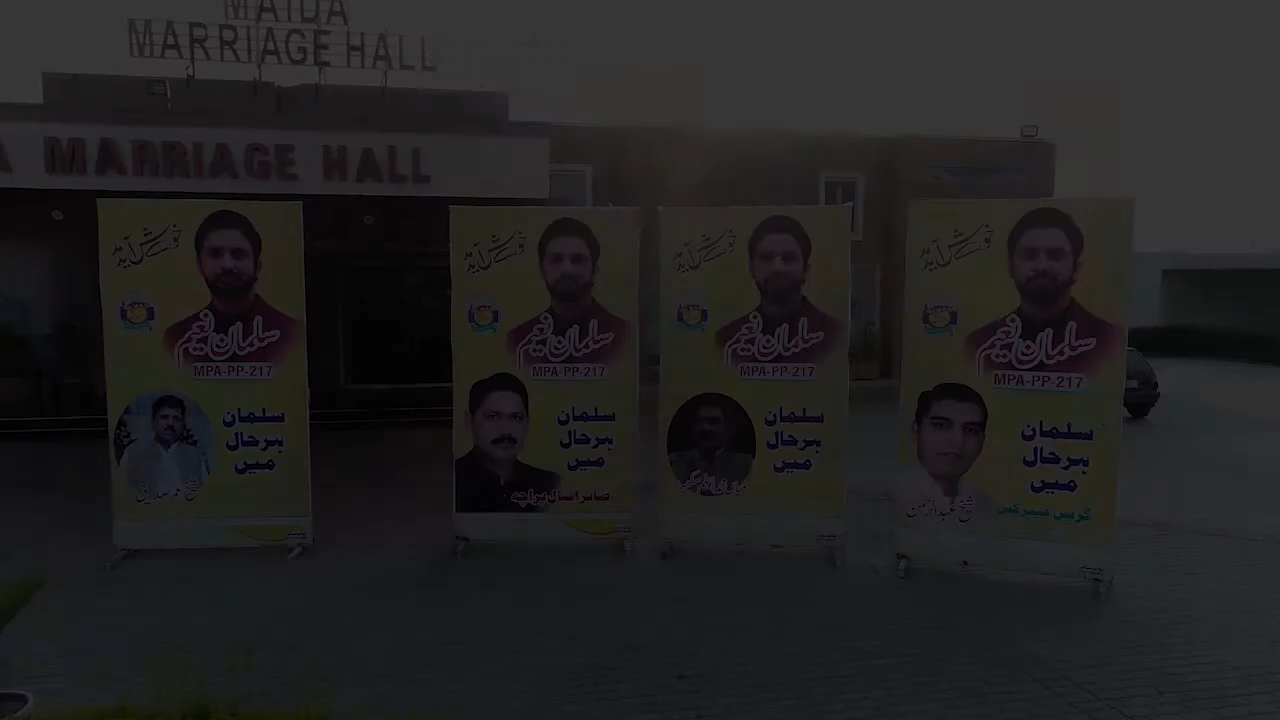 MAIDA
MARRIAGE HALL
A MARRIAGE HALL
خوش آمدید
سلمان نعیم
MPA-PP-217
سلمان
ہر حال
میں
خوش آمدید
سلمان نعیم
MPA-PP-217
سلمان
ہر حال
میں
خوش آمدید
سلمان نعیم
MPA-PP-217
سلمان
ہر حال
میں
خوش آمدید
سلمان نعیم
MPA-PP-217
سلمان
ہر حال
میں
شیخ عبدالرحمن